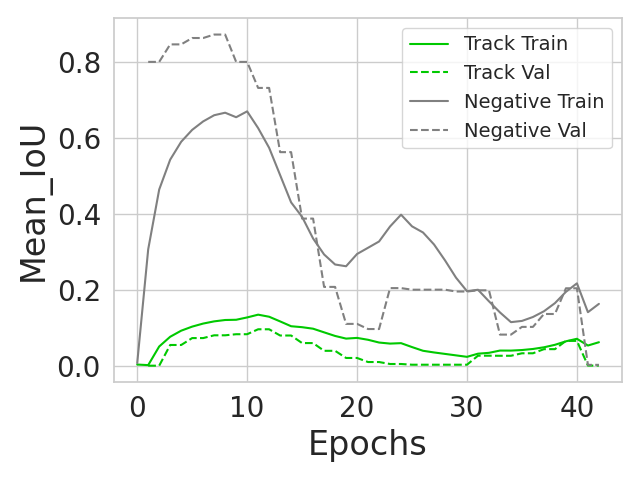 Track Train
Track Val
Negative Train
Negative Val
Mean_IoU
0.8
0.6
0.4
0.2
0.0
0 10 20 30 40
Epochs